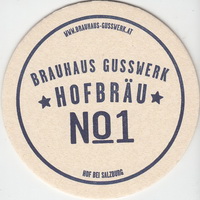 WWW.BRAUHAUS-GUSSWERK.AT
BRAUHAUS GUSSWERK
HOFBRÄU
NO1
HOF BEI SALZBURG